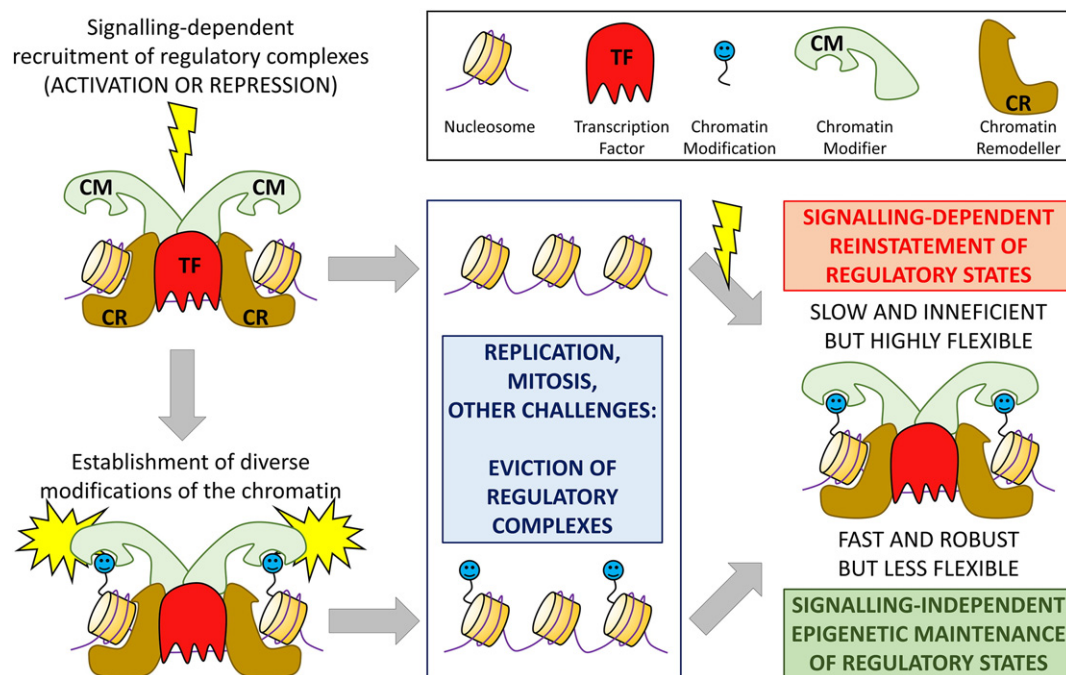 Signalling-dependent
recruitment of regulatory complexes
(ACTIVATION OR REPRESSION)
CM
CM
TF
CR
CR
TF
CM
CR
Nucleosome
Transcription
Factor
Chromatin
Modification
Chromatin
Modifier
Chromatin
Remodeller
Establishment of diverse
modifications of the chromatin
REPLICATION,
MITOSIS,
OTHER CHALLENGES:
EVICTION OF
REGULATORY
COMPLEXES
SIGNALLING-DEPENDENT
REINSTATEMENT OF
REGULATORY STATES
SLOW AND INNEFICIENT
BUT HIGHLY FLEXIBLE
FAST AND ROBUST
BUT LESS FLEXIBLE
SIGNALLING-INDEPENDENT
EPIGENETIC MAINTENANCE
OF REGULATORY STATES